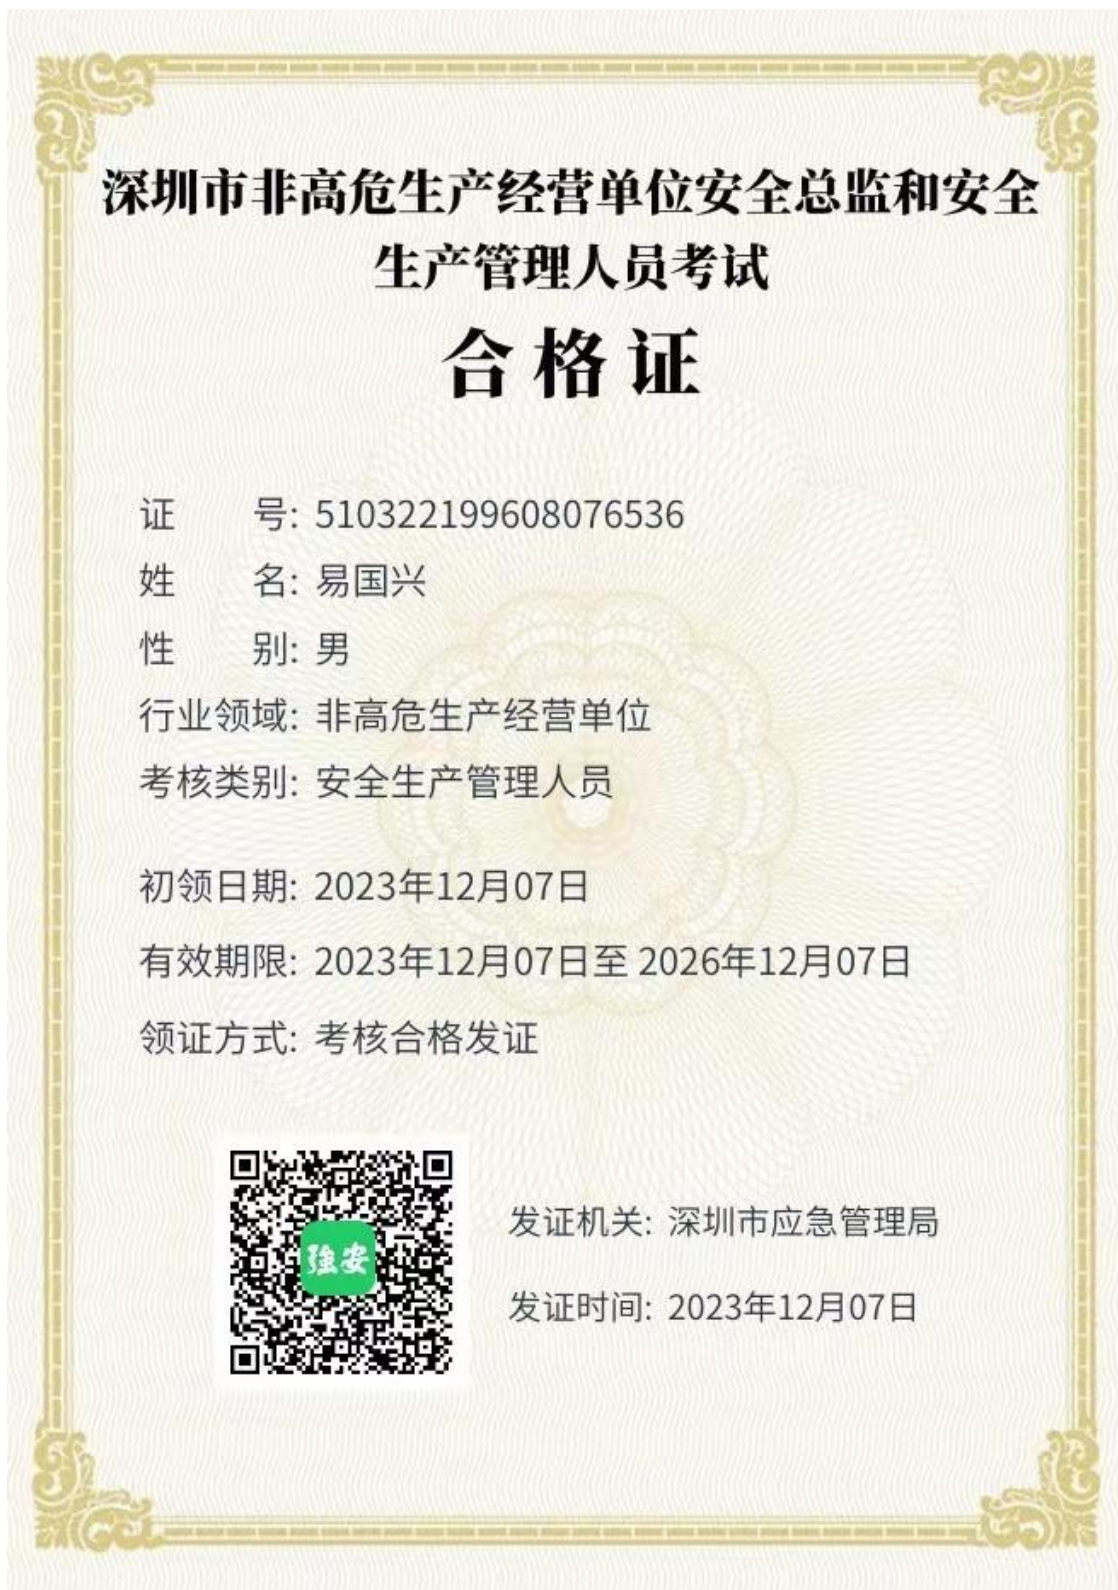 深圳市非高危生产经营单位安全总监和安全
生产管理人员考试
合格证
证 号: 510322199608076536
姓 名: 易国兴
性 别: 男
行业领域: 非高危生产经营单位
考核类别: 安全生产管理人员
初领日期: 2023年12月07日
有效期限: 2023年12月07日至 2026年12月07日
领证方式: 考核合格发证
強安
发证机关: 深圳市应急管理局
发证时间: 2023年12月07日